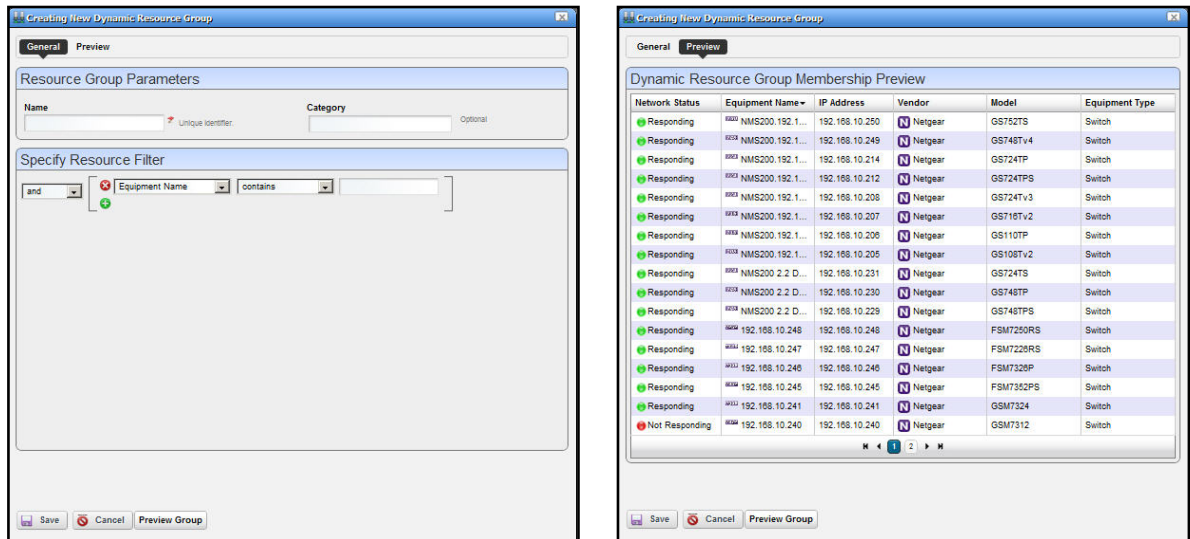 Creating New Dynamic Resource Group
General Preview
Resource Group Parameters
Name Category
Unique identifier. Optional
Specify Resource Filter
and Equipment Name contains
Save Cancel Preview Group
Creating New Dynamic Resource Group
General Preview
Dynamic Resource Group Membership Preview
Network Status Equipment Name IP Address Vendor Model Equipment Type
Responding NMS200.192.1... 192.168.10.250 N Netgear GS752TS Switch
Responding NMS200.192.1... 192.168.10.249 N Netgear GS748Tv4 Switch
Responding NMS200.192.1... 192.168.10.214 N Netgear GS724TP Switch
Responding NMS200.192.1... 192.168.10.212 N Netgear GS724TPS Switch
Responding NMS200.192.1... 192.168.10.208 N Netgear GS724Tv3 Switch
Responding NMS200.192.1... 192.168.10.207 N Netgear GS716Tv2 Switch
Responding NMS200.192.1... 192.168.10.206 N Netgear GS110TP Switch
Responding NMS200.192.1... 192.168.10.205 N Netgear GS108Tv2 Switch
Responding NMS200 2.2 D... 192.168.10.231 N Netgear GS724TS Switch
Responding NMS200 2.2 D... 192.168.10.230 N Netgear GS748TP Switch
Responding NMS200 2.2 D... 192.168.10.229 N Netgear GS748TPS Switch
Responding 192.168.10.248 192.168.10.248 N Netgear FSM7250RS Switch
Responding 192.168.10.247 192.168.10.247 N Netgear FSM7226RS Switch
Responding 192.168.10.246 192.168.10.246 N Netgear FSM7326P Switch
Responding 192.168.10.245 192.168.10.245 N Netgear FSM7352PS Switch
Responding 192.168.10.241 192.168.10.241 N Netgear GSM7324 Switch
Not Responding 192.168.10.240 192.168.10.240 N Netgear GSM7312 Switch
1 2
Save Cancel Preview Group